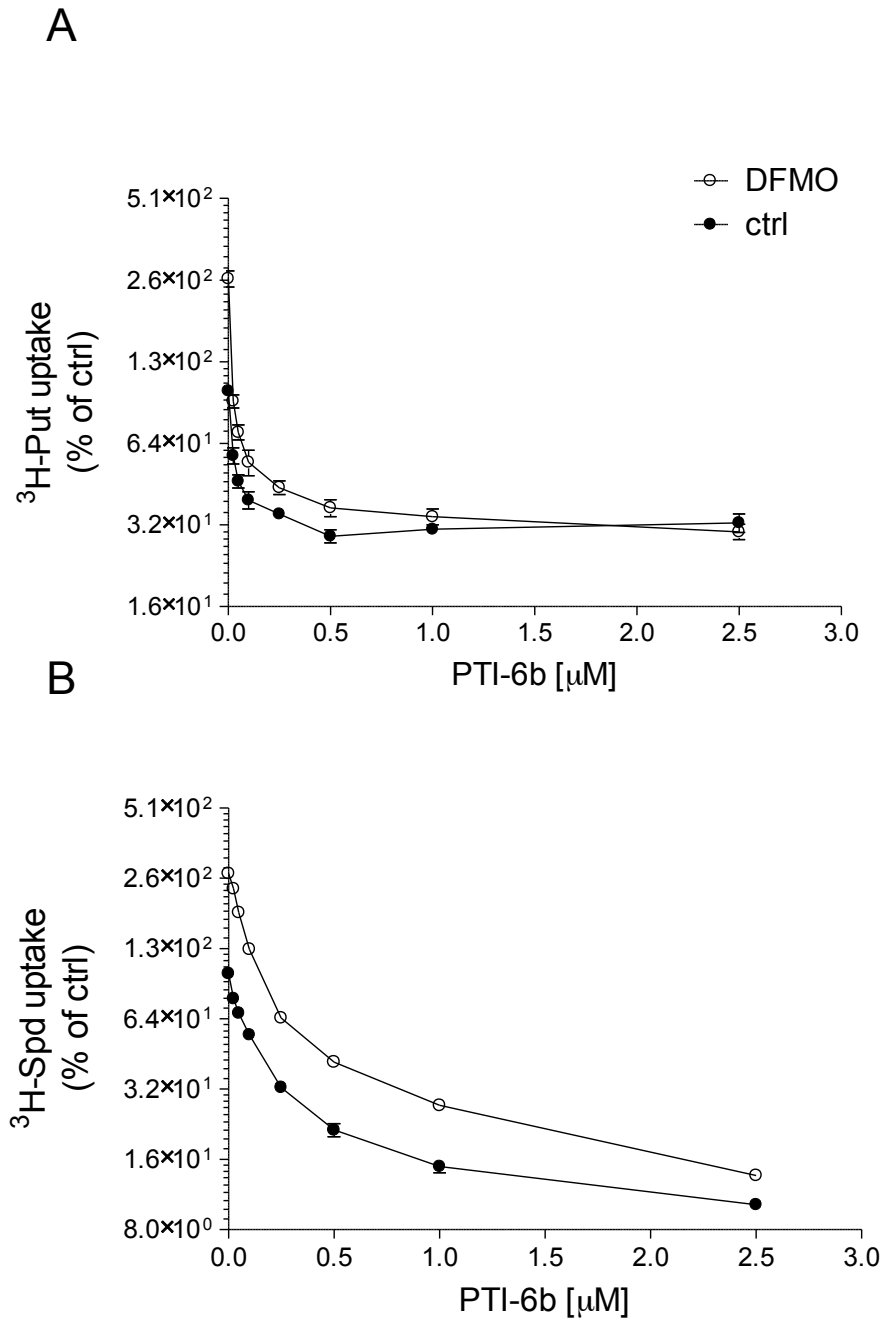 A
DFMO
ctrl
³H-Put uptake
(% of ctrl)
5.1×10²
2.6×10²
1.3×10²
6.4×10¹
3.2×10¹
1.6×10¹
0.0 0.5 1.0 1.5 2.0 2.5 3.0
PTI-6b [μM]
B
³H-Spd uptake
(% of ctrl)
5.1×10²
2.6×10²
1.3×10²
6.4×10¹
3.2×10¹
1.6×10¹
8.0×10⁰
0.0 0.5 1.0 1.5 2.0 2.5 3.0
PTI-6b [μM]